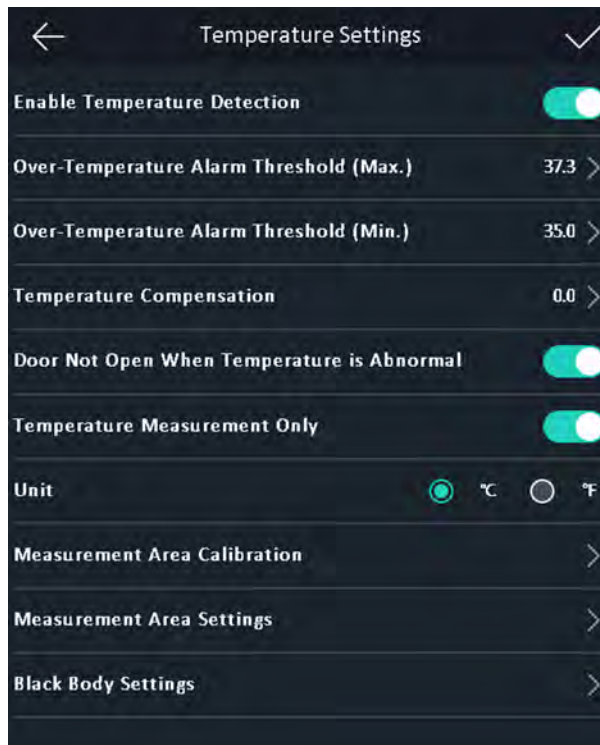 Temperature Settings
Enable Temperature Detection
Over-Temperature Alarm Threshold (Max.) 37.3
Over-Temperature Alarm Threshold (Min.) 35.0
Temperature Compensation 0.0
Door Not Open When Temperature is Abnormal
Temperature Measurement Only
Unit ℃ ℉
Measurement Area Calibration
Measurement Area Settings
Black Body Settings